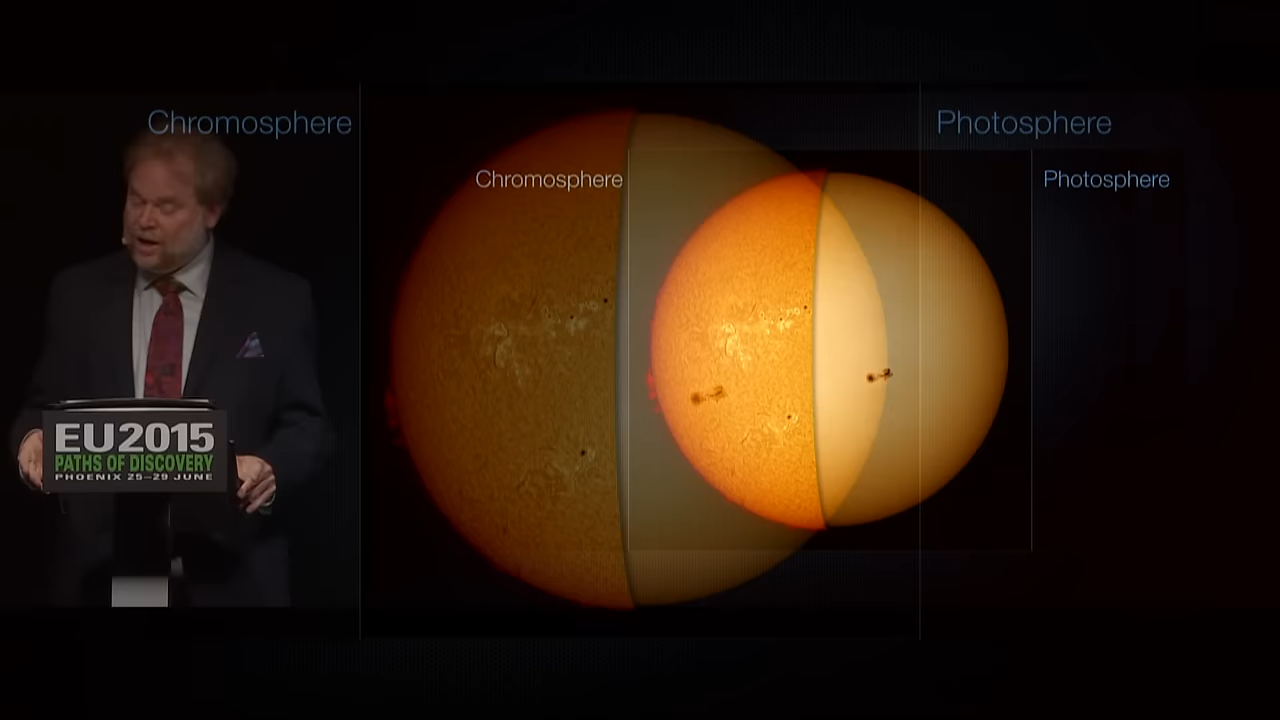 Chromosphere
Photosphere
Chromosphere
Photosphere
EU2015
PATHS OF DISCOVERY
PHOENIX 25–29 JUNE